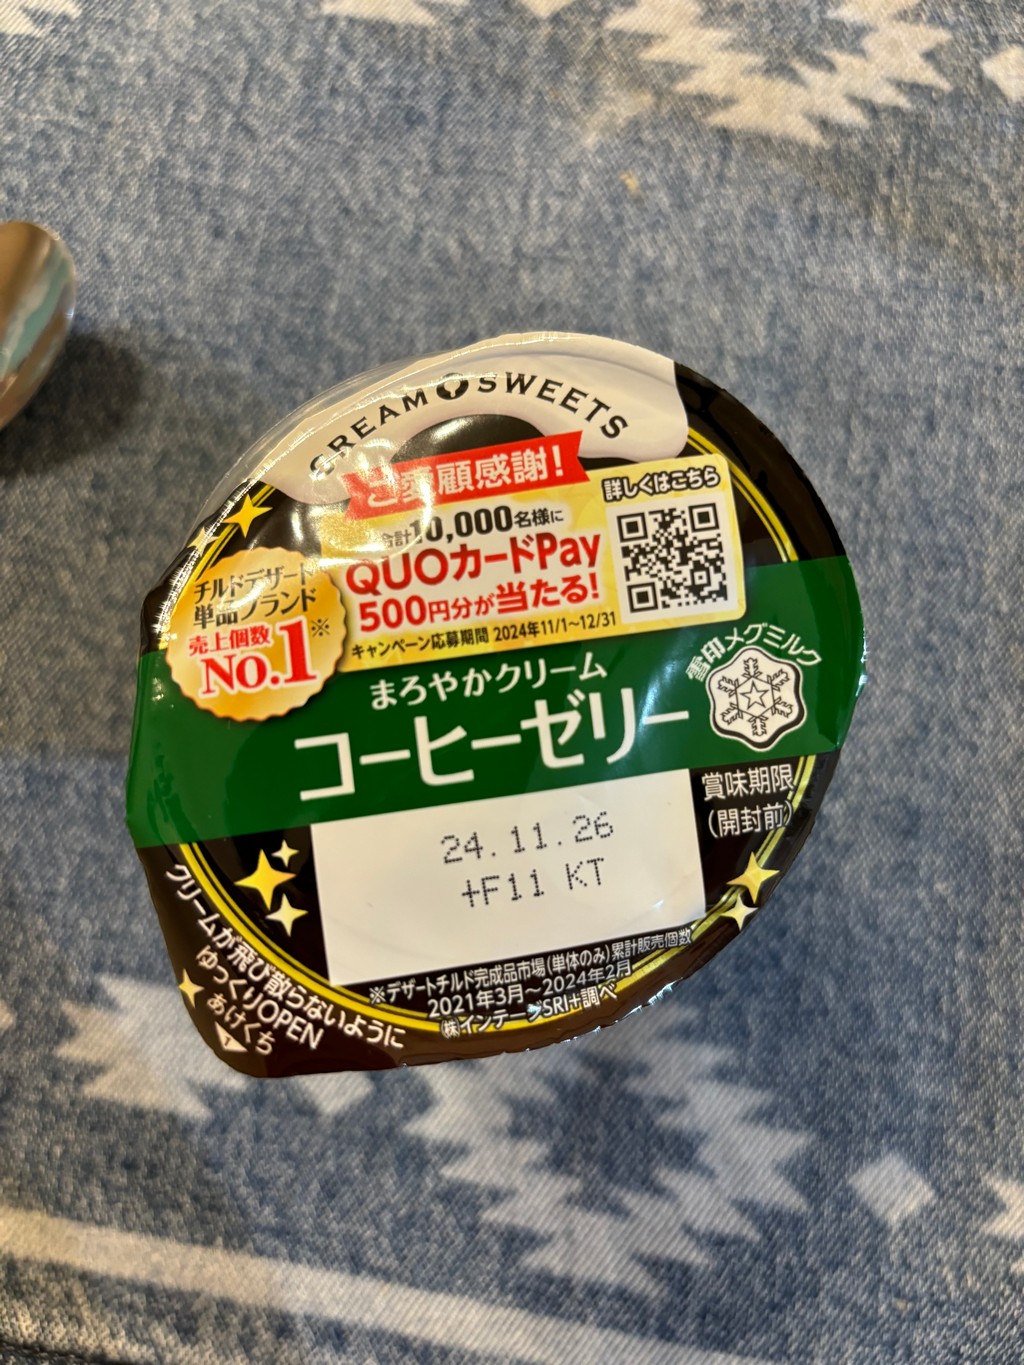 CREAM SWEETS
ご愛顧感謝!
合計10,000名様に
QUOカードPay
500円分が当たる!
キャンペーン応募期間 2024年11/1~12/31
詳しくはこちら
チルドデザート
単品ブランド
売上個数
No.1※
まろやかクリーム
コーヒーゼリー
雪印メグミルク
賞味期限
(開封前)
24.11.26
+F11 KT
※デザートチルド完成品市場(単体のみ)累計販売個数
2021年3月~2024年2月
㈱インテージSRI+調べ
クリームが飛び散らないように
ゆっくりOPEN
あけくち